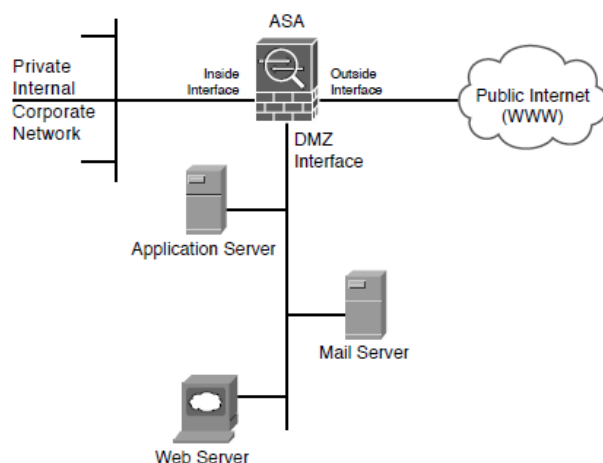 ASA
Private
Internal
Corporate
Network
Inside
Interface
Outside
Interface
Public Internet
(WWW)
DMZ
Interface
Application Server
Mail Server
Web Server